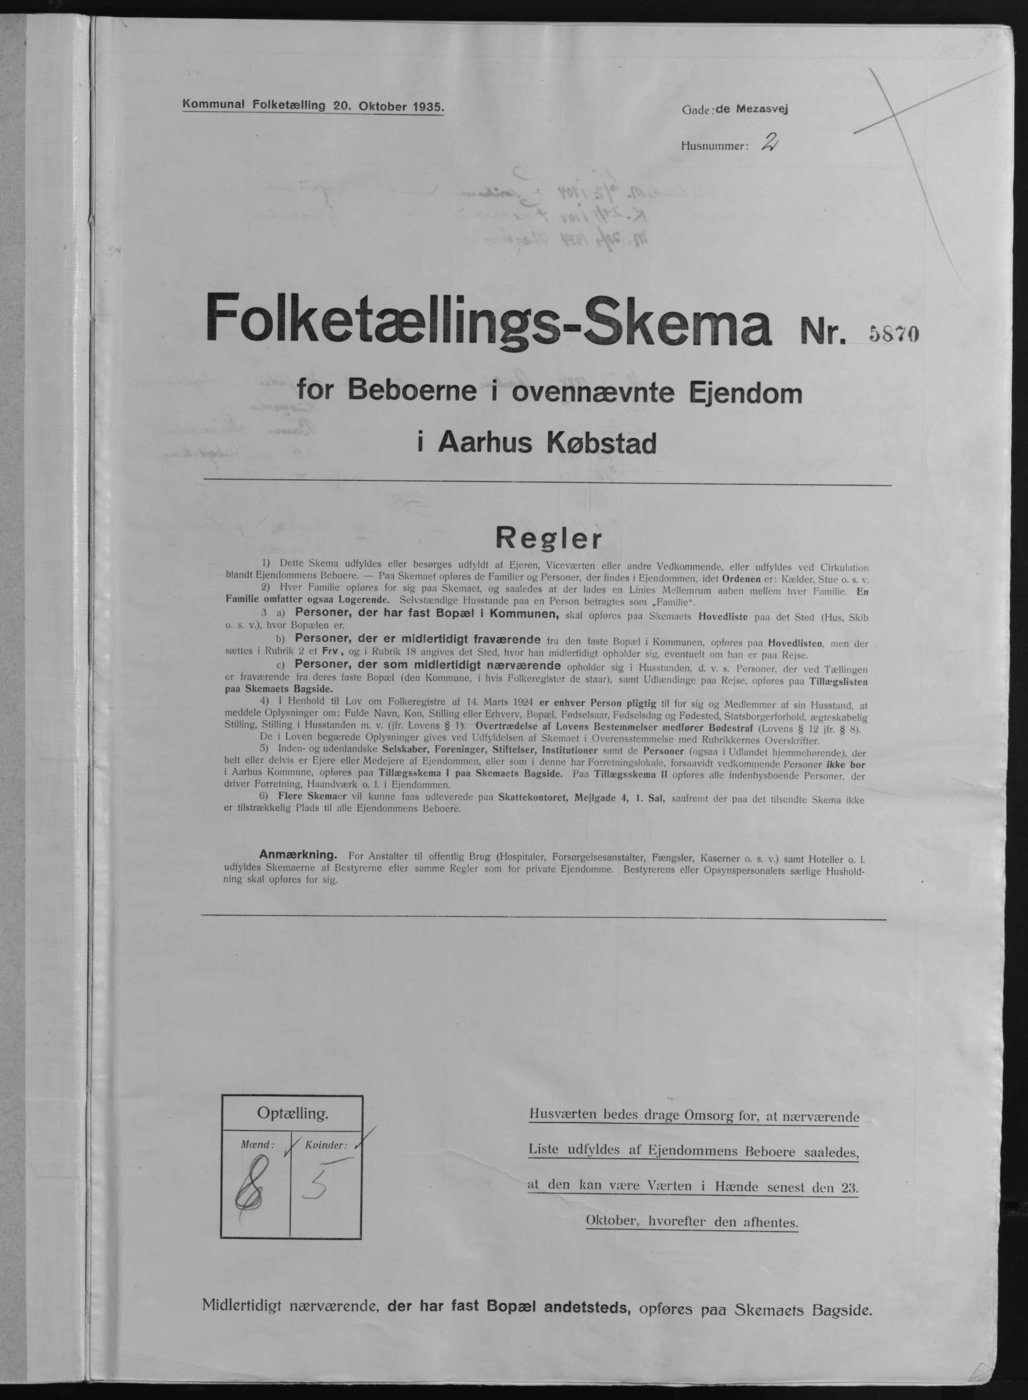 Kommunal Folketælling 20. Oktober 1935.
Gade: de Mezasvej
Husnummer: 2
Folketællings-Skema Nr. 5870
for Beboerne i ovennævnte Ejendom
i Aarhus Købstad
Regler
1) Dette Skema udfyldes eller besørges udfyldt af Ejeren, Viceværten eller andre Vedkommende, eller udfyldes ved Cirkulation
blandt Ejendommens Beboere. — Paa Skemaet opføres de Familier og Personer, der findes i Ejendommen, idet Ordenen er: Kælder, Stue o. s. v.
2) Hver Familie opføres for sig paa Skemaet, og saaledes at der lades en Linies Mellemrum aaben mellem hver Familie. En
Familie omfatter ogsaa Logerende. Selvstændige Husstande paa en Person betragtes som „Familie".
3 a) Personer, der har fast Bopæl i Kommunen, skal opføres paa Skemaets Hovedliste paa det Sted (Hus, Skib
o. s. v.), hvor Bopælen er.
b) Personer, der er midlertidigt fraværende fra den faste Bopæl i Kommunen, opføres paa Hovedlisten, men der
sættes i Rubrik 2 et Frv., og i Rubrik 18 angives det Sted, hvor han midlertidigt opholder sig, eventuelt om han er paa Rejse.
c) Personer, der som midlertidigt nærværende opholder sig i Husstanden, d. v. s. Personer, der ved Tællingen
er fraværende fra deres faste Bopæl (den Kommune, i hvis Folkeregister de staar), samt Udlændinge paa Rejse, opføres paa Tillægslisten
paa Skemaets Bagside.
4) I Henhold til Lov om Folkeregistre af 14. Marts 1924 er enhver Person pligtig til for sig og Medlemmer af sin Husstand, at
meddele Oplysninger om: Fulde Navn, Køn, Stilling eller Erhverv, Bopæl, Fødselsaar, Fødselsdag og Fødested, Statsborgerforhold, ægteskabelig
Stilling, Stilling i Husstanden m. v. (jfr. Lovens § 1). Overtrædelse af Lovens Bestemmelser medfører Bødestraf (Lovens § 12 jfr. § 8).
De i Loven begærede Oplysninger gives ved Udfyldelsen af Skemaet i Overensstemmelse med Rubrikkernes Overskrifter.
5) Inden- og udenlandske Selskaber, Foreninger, Stiftelser, Institutioner samt de Personer (ogsaa i Udlandet hjemmehørende), der
helt eller delvis er Ejere eller Medejere af Ejendommen, eller som i denne har Forretningslokale, forsaavidt vedkommende Personer ikke bor
i Aarhus Kommune, opføres paa Tillægsskema I paa Skemaets Bagside. Paa Tillægsskema II opføres alle indenbysboende Personer, der
driver Forretning, Haandværk o. l. i Ejendommen.
6) Flere Skemaer vil kunne faas udleverede paa Skattekontoret, Mejlgade 4, 1. Sal, saafremt der paa det tilsendte Skema ikke
er tilstrækkelig Plads til alle Ejendommens Beboere.
Anmærkning. For Anstalter til offentlig Brug (Hospitaler, Forsørgelsesanstalter, Fængsler, Kaserner o. s. v.) samt Hoteller o. l.
udfyldes Skemaerne af Bestyrerne efter samme Regler som for private Ejendomme. Bestyrerens eller Opsynspersonalets særlige Hushold-
ning skal opføres for sig.
Optælling.
Mænd: Kvinder:
5
Husværten bedes drage Omsorg for, at nærværende
Liste udfyldes af Ejendommens Beboere saaledes,
at den kan være Værten i Hænde senest den 23.
Oktober, hvorefter den afhentes.
Midlertidigt nærværende, der har fast Bopæl andetsteds, opføres paa Skemaets Bagside.